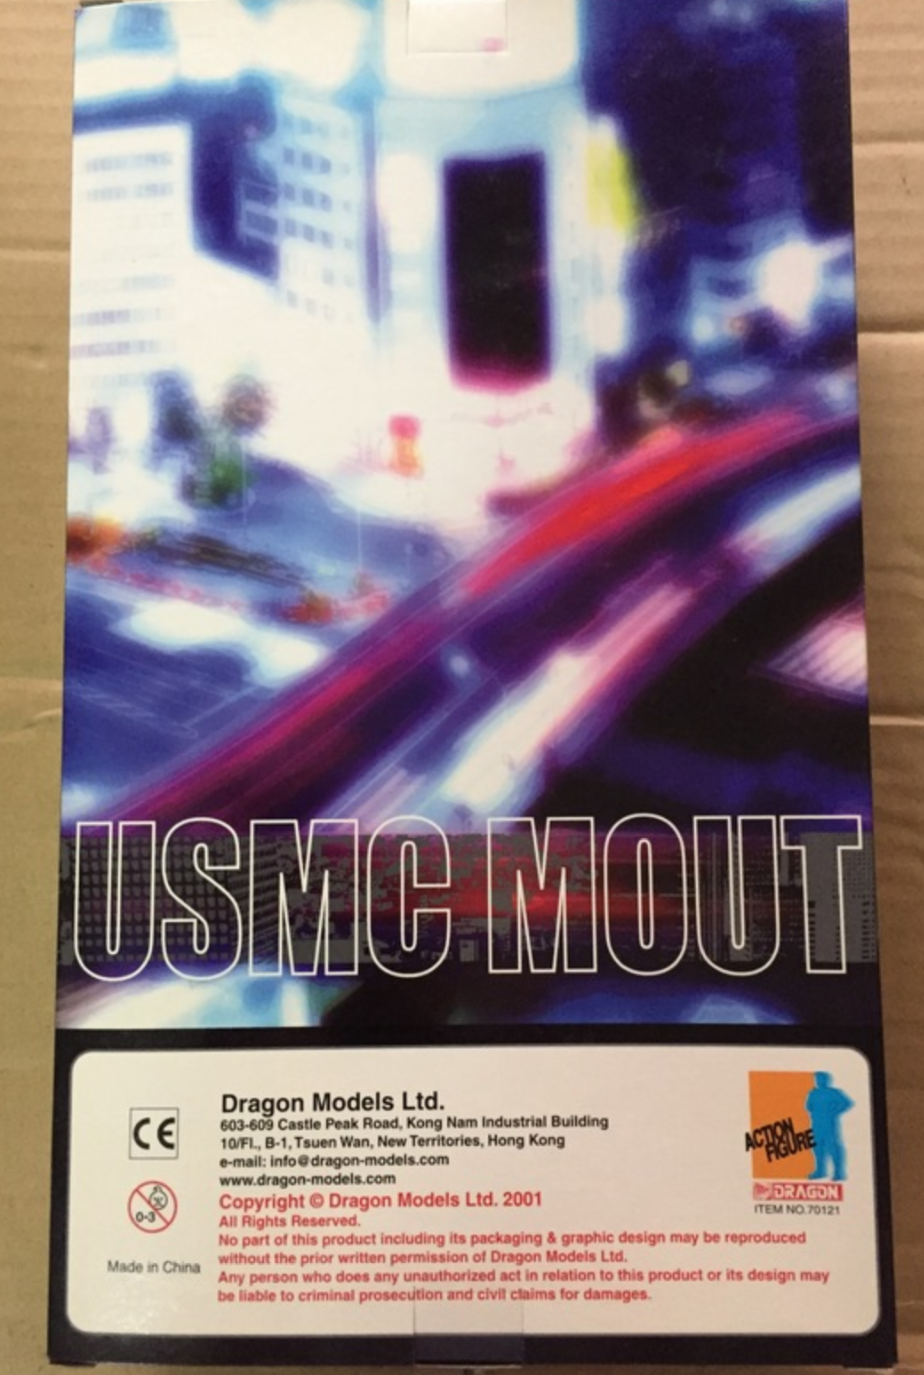 USMC MOUT
CE
0-3
Made in China
Dragon Models Ltd.
603-609 Castle Peak Road, Kong Nam Industrial Building
10/Fl., B-1, Tsuen Wan, New Territories, Hong Kong
e-mail: info@dragon-models.com
www.dragon-models.com
Copyright © Dragon Models Ltd. 2001
All Rights Reserved.
No part of this product including its packaging & graphic design may be reproduced
without the prior written permission of Dragon Models Ltd.
Any person who does any unauthorized act in relation to this product or its design may
be liable to criminal prosecution and civil claims for damages.
ACTION
FIGURE
DRAGON
ITEM NO.70121